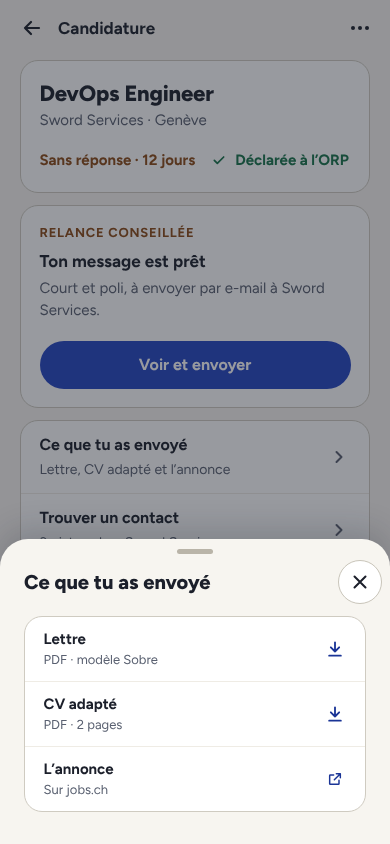 Candidature
DevOps Engineer
Sword Services · Genève
Sans réponse · 12 jours
Déclarée à l’ORP
RELANCE CONSEILLÉE
Ton message est prêt
Court et poli, à envoyer par e-mail à Sword
Services.
Voir et envoyer
Ce que tu as envoyé
Lettre, CV adapté et l’annonce
Trouver un contact
Ce que tu as envoyé
Lettre
PDF · modèle Sobre
CV adapté
PDF · 2 pages
L’annonce
Sur jobs.ch